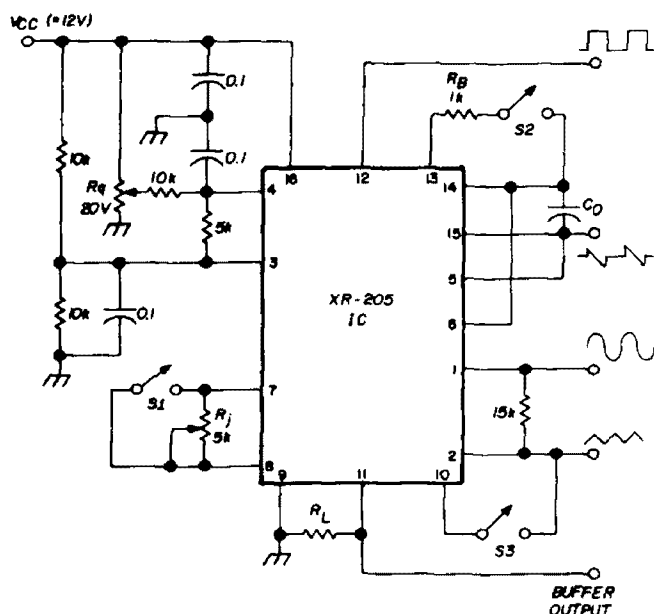 VCC (=12V)
0.1
RB
1k
S2
0.1
16
12
13
10k
10k
4
14
Rq
20V
5k
CO
15
3
5
XR-205
IC
6
10k
0.1
1
7
S1
Rj
5k
15k
8
2
9
11
10
RL
S3
BUFFER
OUTPUT